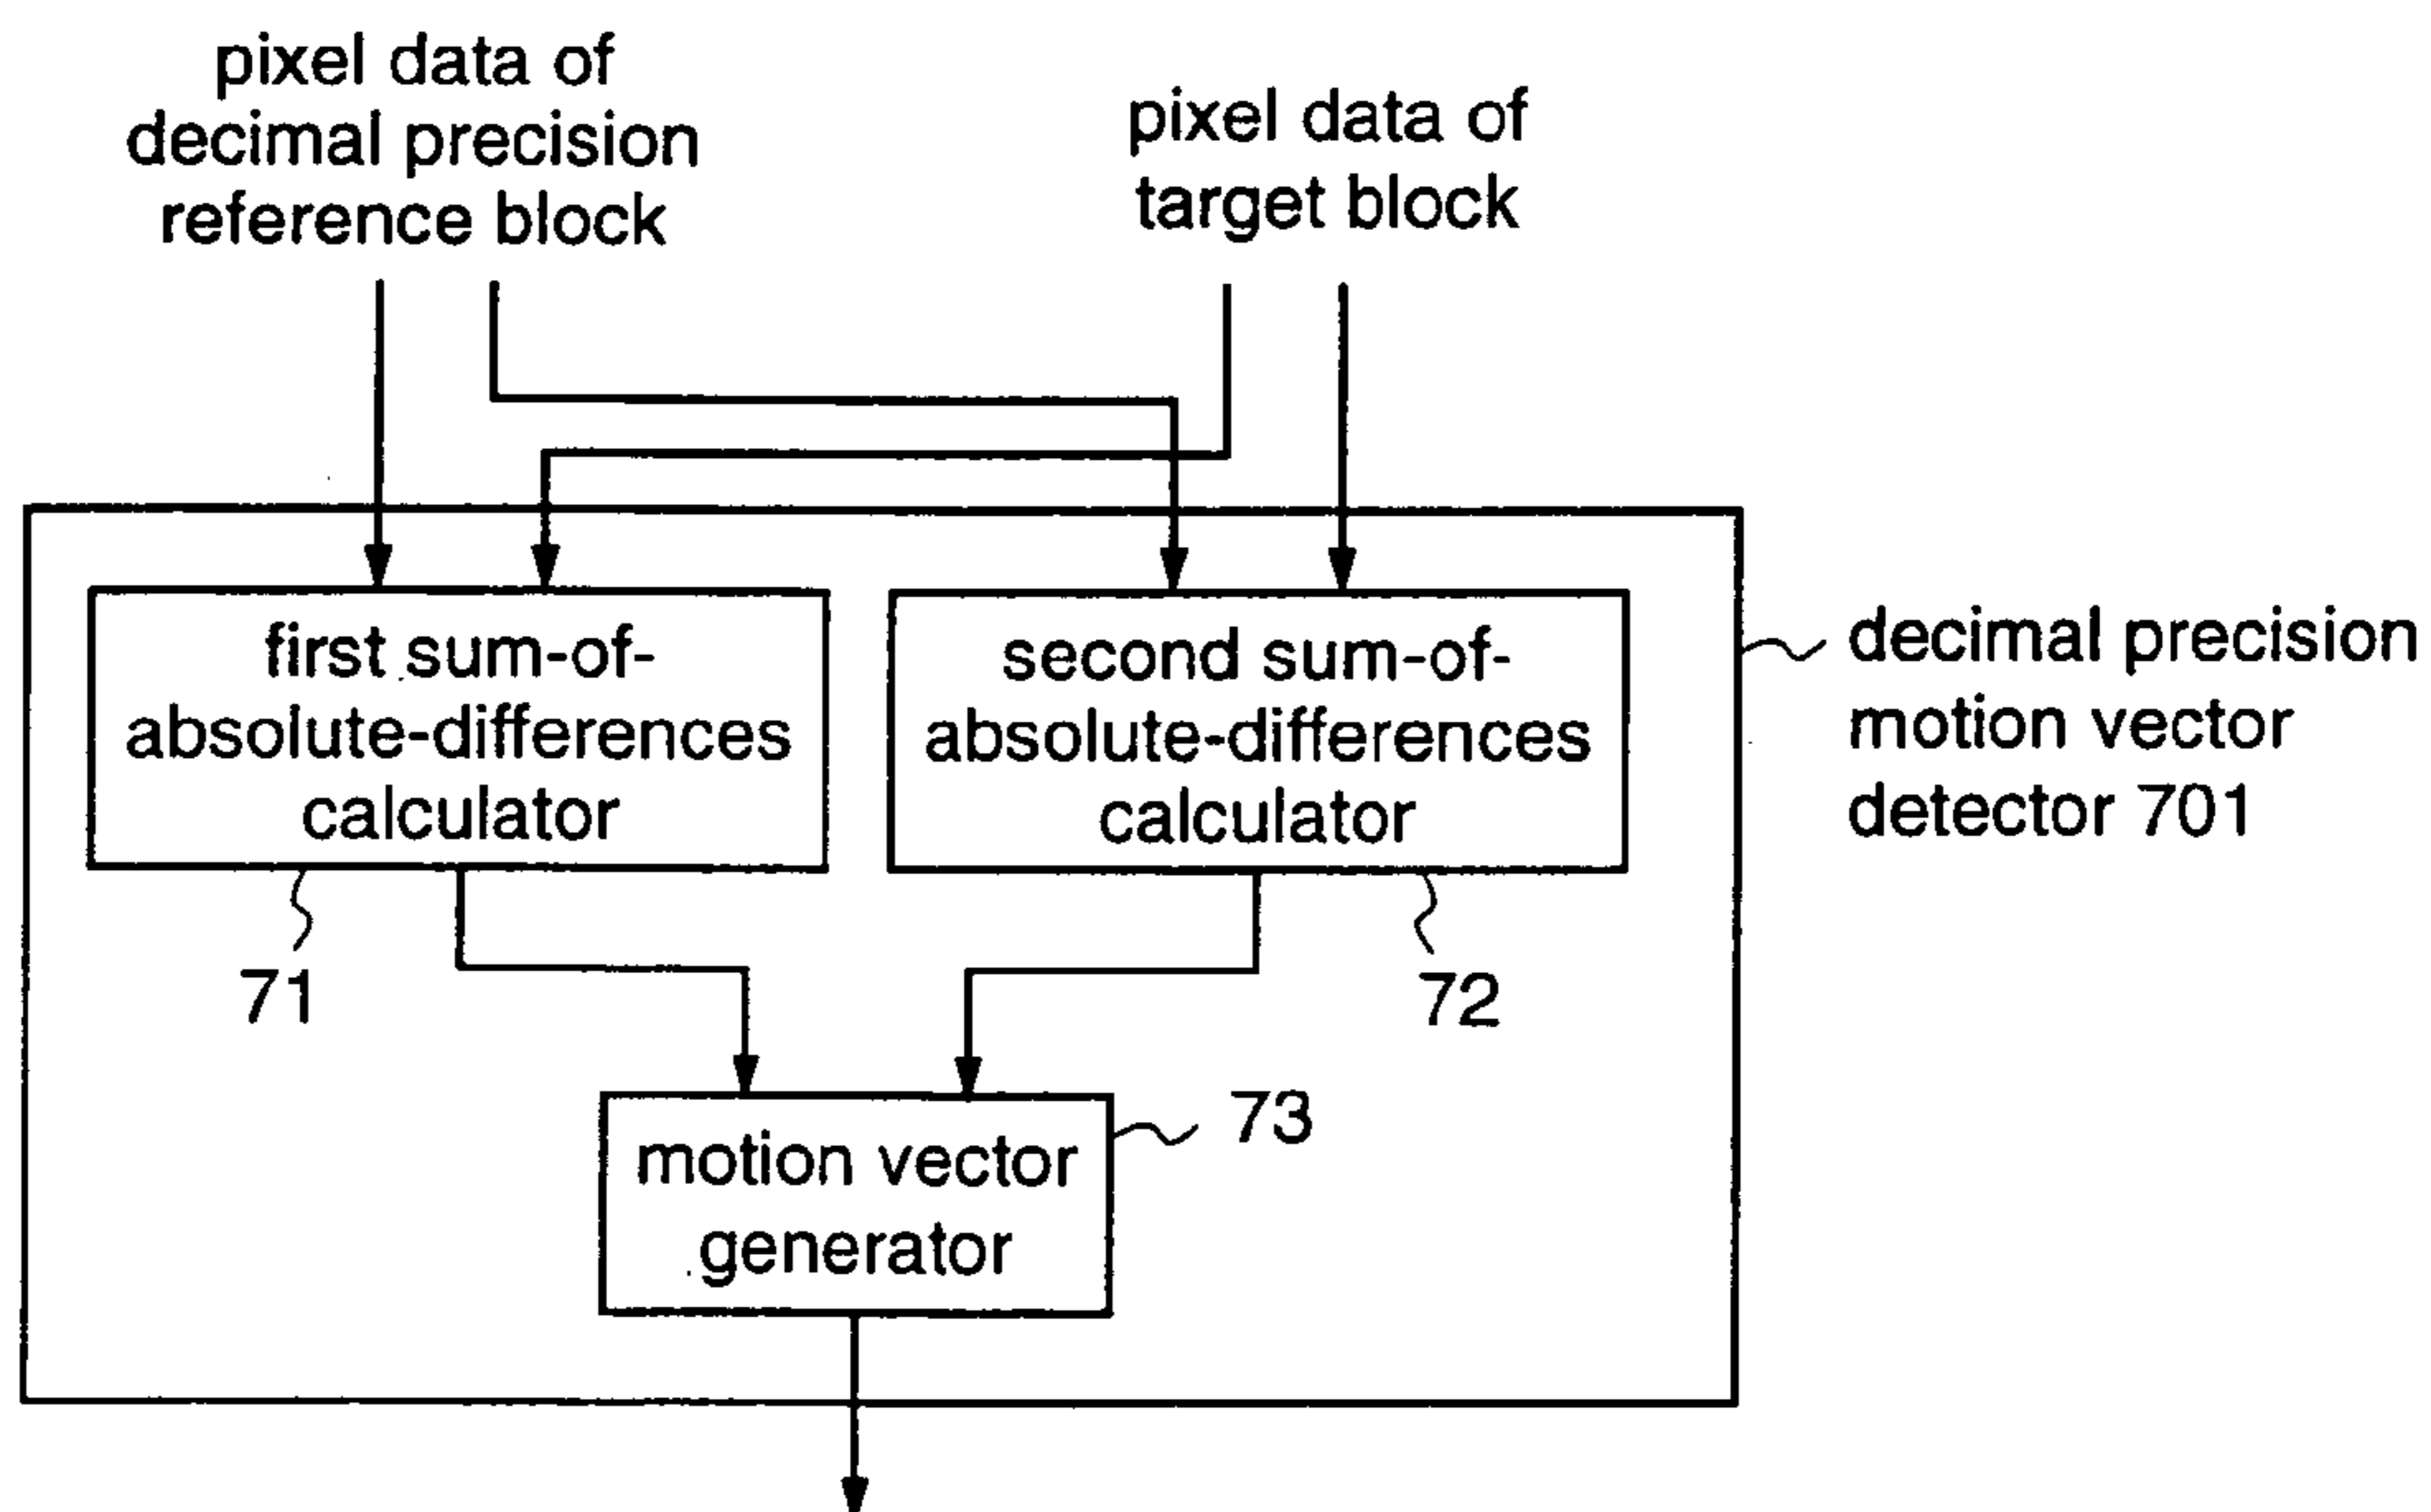 pixel data of
decimal precision
reference block
pixel data of
target block
first sum-of-
absolute-differences
calculator
second sum-of-
absolute-differences
calculator
decimal precision
motion vector
detector 701
71
72
motion vector
generator
73